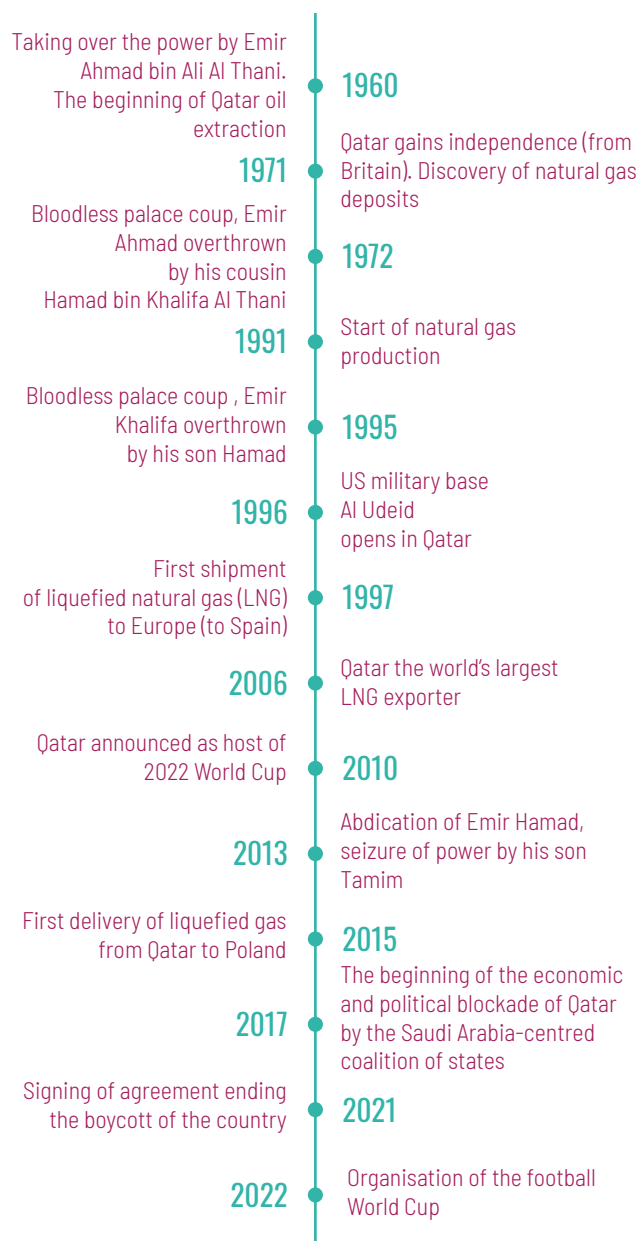 Taking over the power by Emir
Ahmad bin Ali Al Thani.
The beginning of Qatar oil
extraction
1960
1971
Qatar gains independence (from
Britain). Discovery of natural gas
deposits
Bloodless palace coup, Emir
Ahmad overthrown
by his cousin
Hamad bin Khalifa Al Thani
1972
1991
Start of natural gas
production
Bloodless palace coup , Emir
Khalifa overthrown
by his son Hamad
1995
1996
US military base
Al Udeid
opens in Qatar
First shipment
of liquefied natural gas (LNG)
to Europe (to Spain)
1997
2006
Qatar the world's largest
LNG exporter
Qatar announced as host of
2022 World Cup
2010
2013
Abdication of Emir Hamad,
seizure of power by his son
Tamim
First delivery of liquefied gas
from Qatar to Poland
2015
2017
The beginning of the economic
and political blockade of Qatar
by the Saudi Arabia-centred
coalition of states
Signing of agreement ending
the boycott of the country
2021
2022
Organisation of the football
World Cup